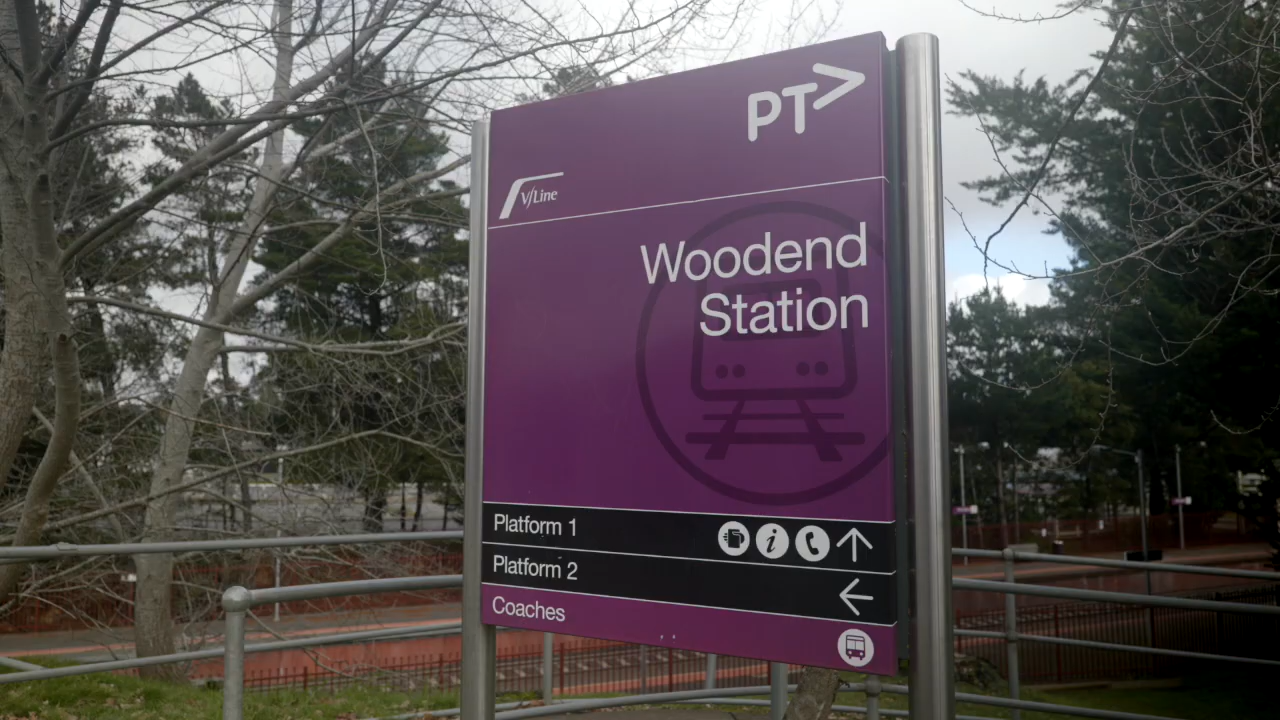 PT>
V/Line
Woodend
Station
Platform 1
Platform 2
Coaches